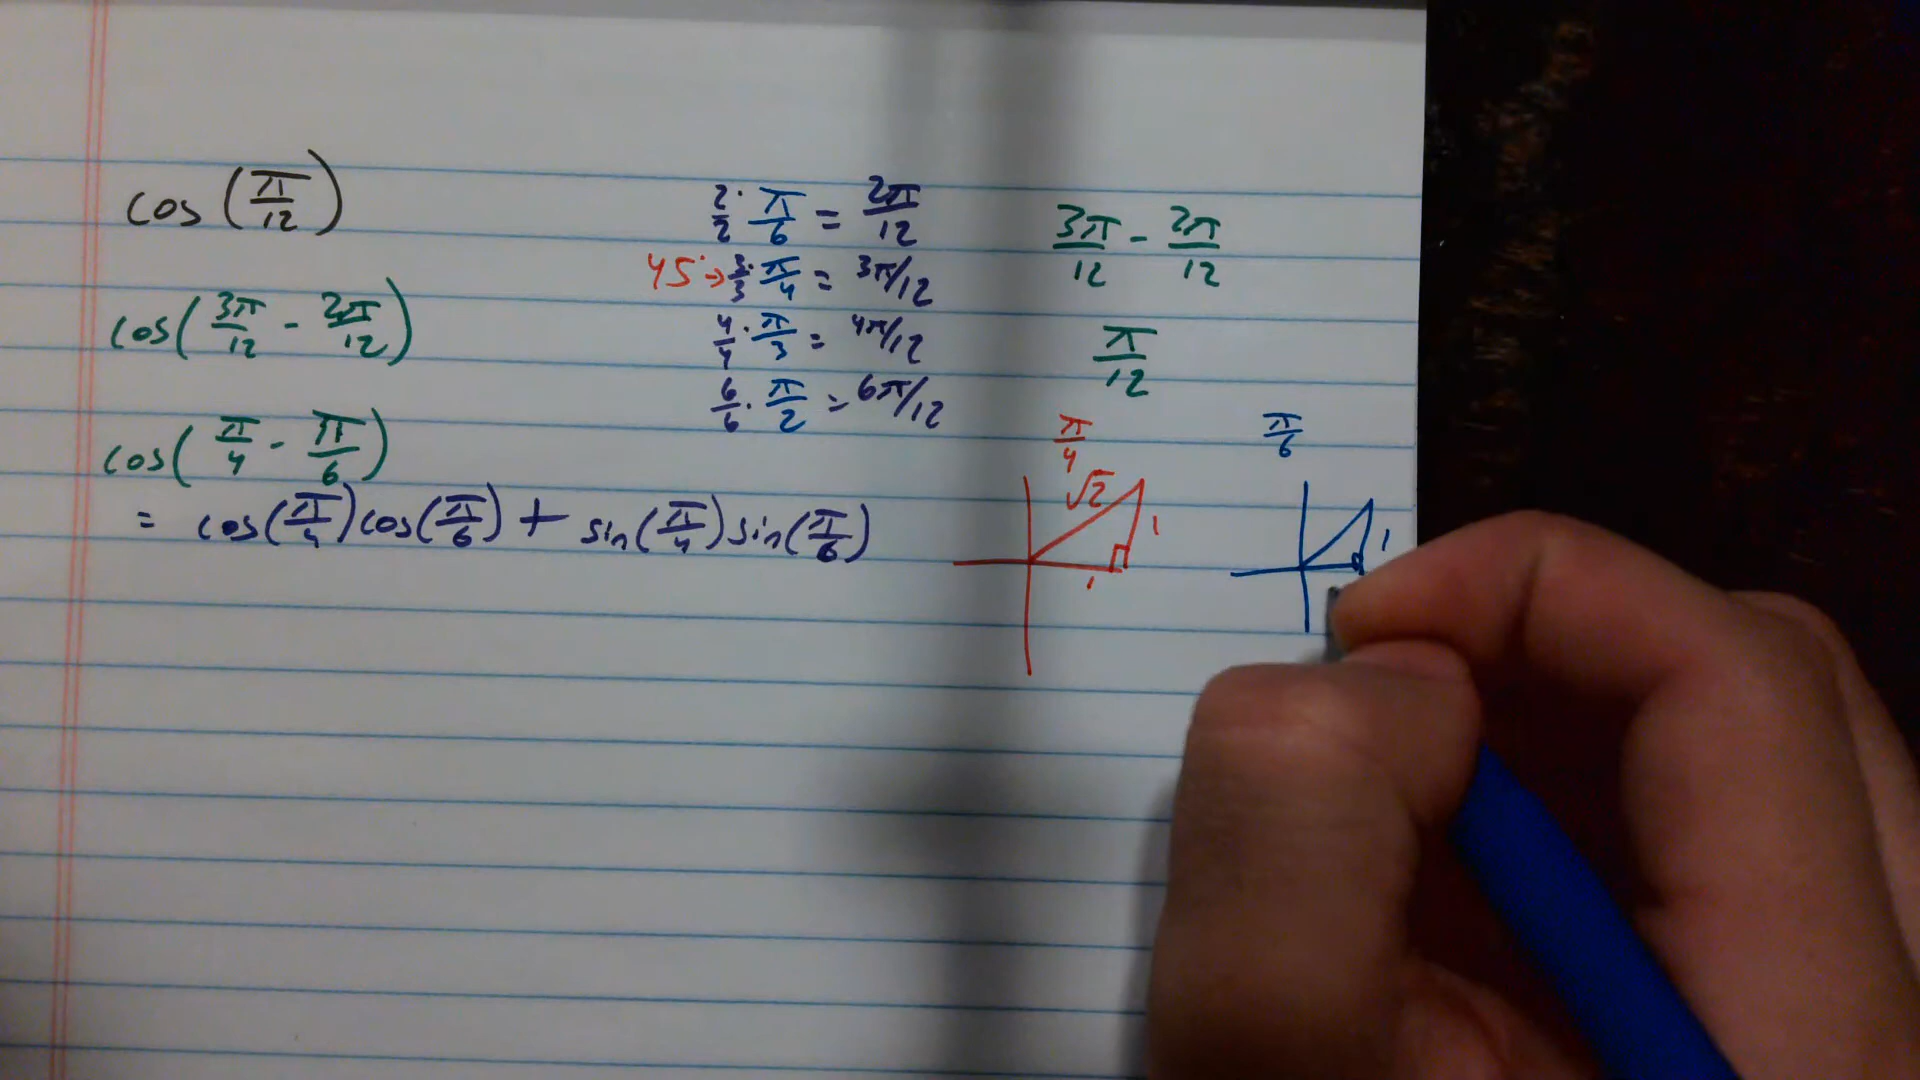 cos(π/12)
cos(3π/12 - 2π/12)
cos(π/4 - π/6)
= cos(π/4)cos(π/6) + sin(π/4)sin(π/6)
2/2 · π/6 = 2π/12
45° → 3/3 · π/4 = 3π/12
4/4 · π/3 = 4π/12
6/6 · π/2 = 6π/12
3π/12 - 2π/12
π/12
π/4
√2
1
1
π/6
1